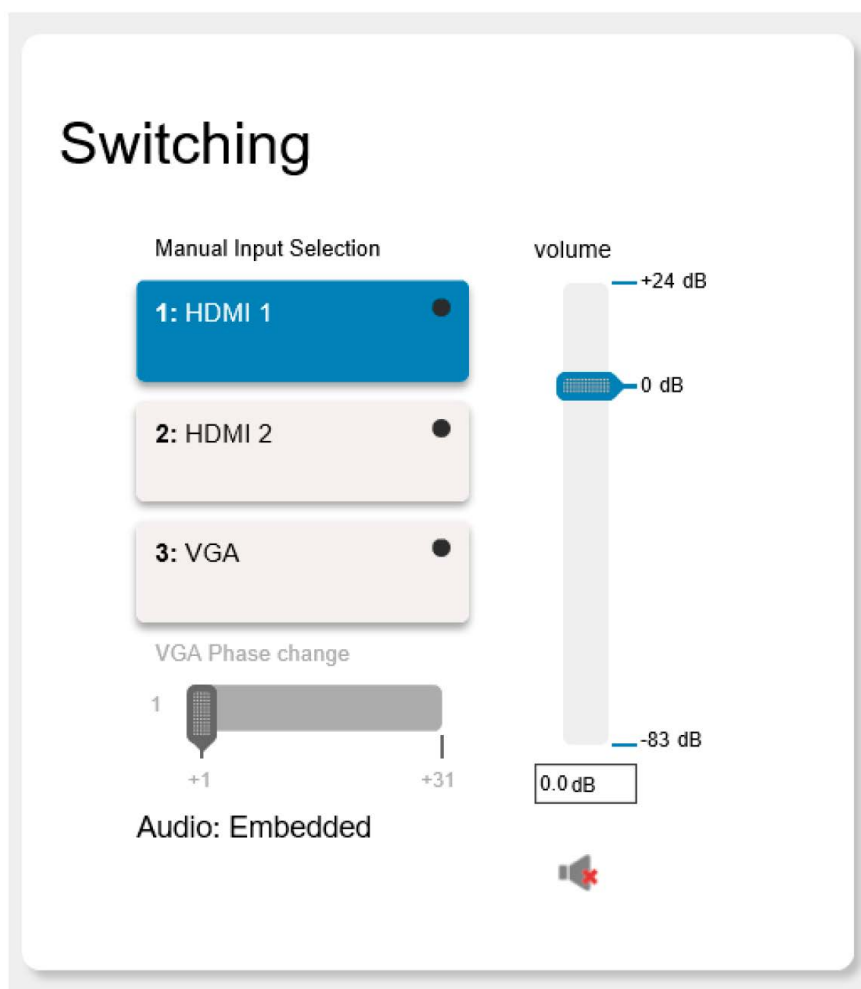 Switching
Manual Input Selection
1: HDMI 1
2: HDMI 2
3: VGA
VGA Phase change
1
+1
+31
Audio: Embedded
volume
+24 dB
0 dB
-83 dB
0.0 dB